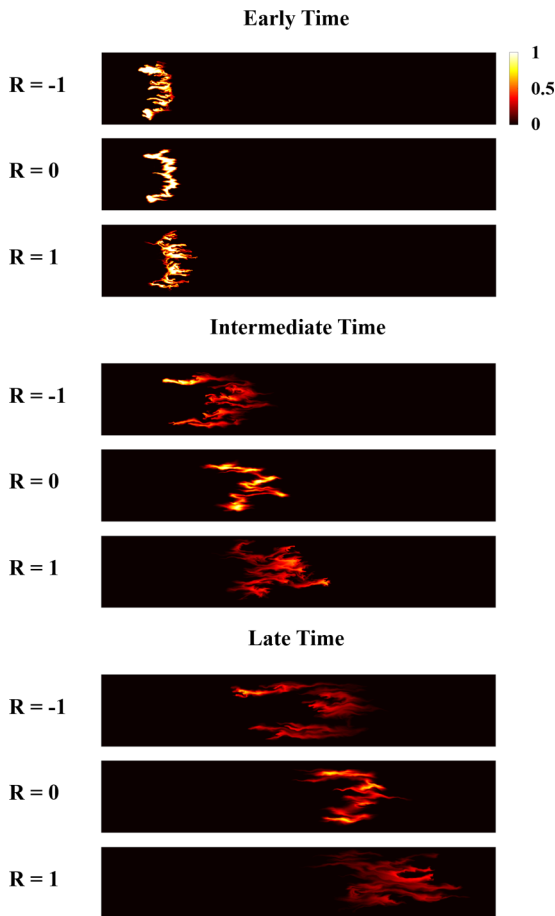 Early Time
R = -1
1
0.5
0
R = 0
R = 1
Intermediate Time
R = -1
R = 0
R = 1
Late Time
R = -1
R = 0
R = 1